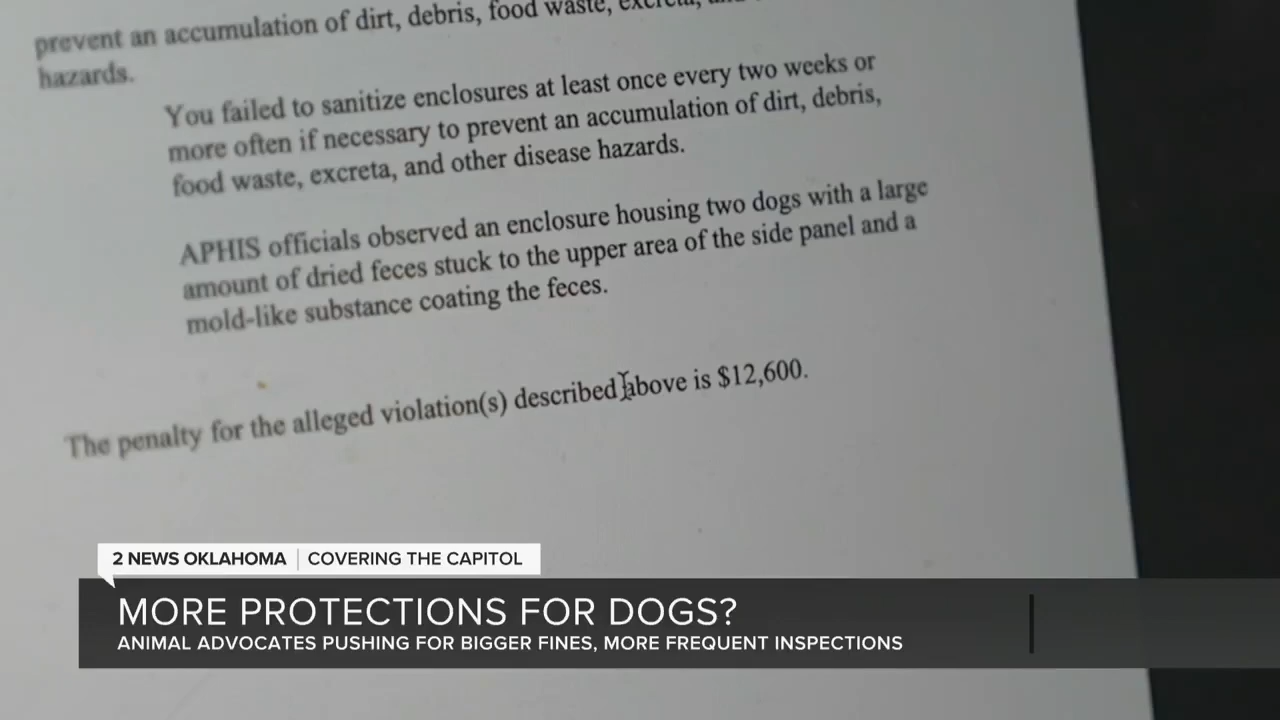 prevent an accumulation of dirt, debris, food waste, excreta,
hazards.
You failed to sanitize enclosures at least once every two weeks or
more often if necessary to prevent an accumulation of dirt, debris,
food waste, excreta, and other disease hazards.
APHIS officials observed an enclosure housing two dogs with a large
amount of dried feces stuck to the upper area of the side panel and a
mold-like substance coating the feces.
The penalty for the alleged violation(s) described above is $12,600.
2 NEWS OKLAHOMA | COVERING THE CAPITOL
MORE PROTECTIONS FOR DOGS?
ANIMAL ADVOCATES PUSHING FOR BIGGER FINES, MORE FREQUENT INSPECTIONS